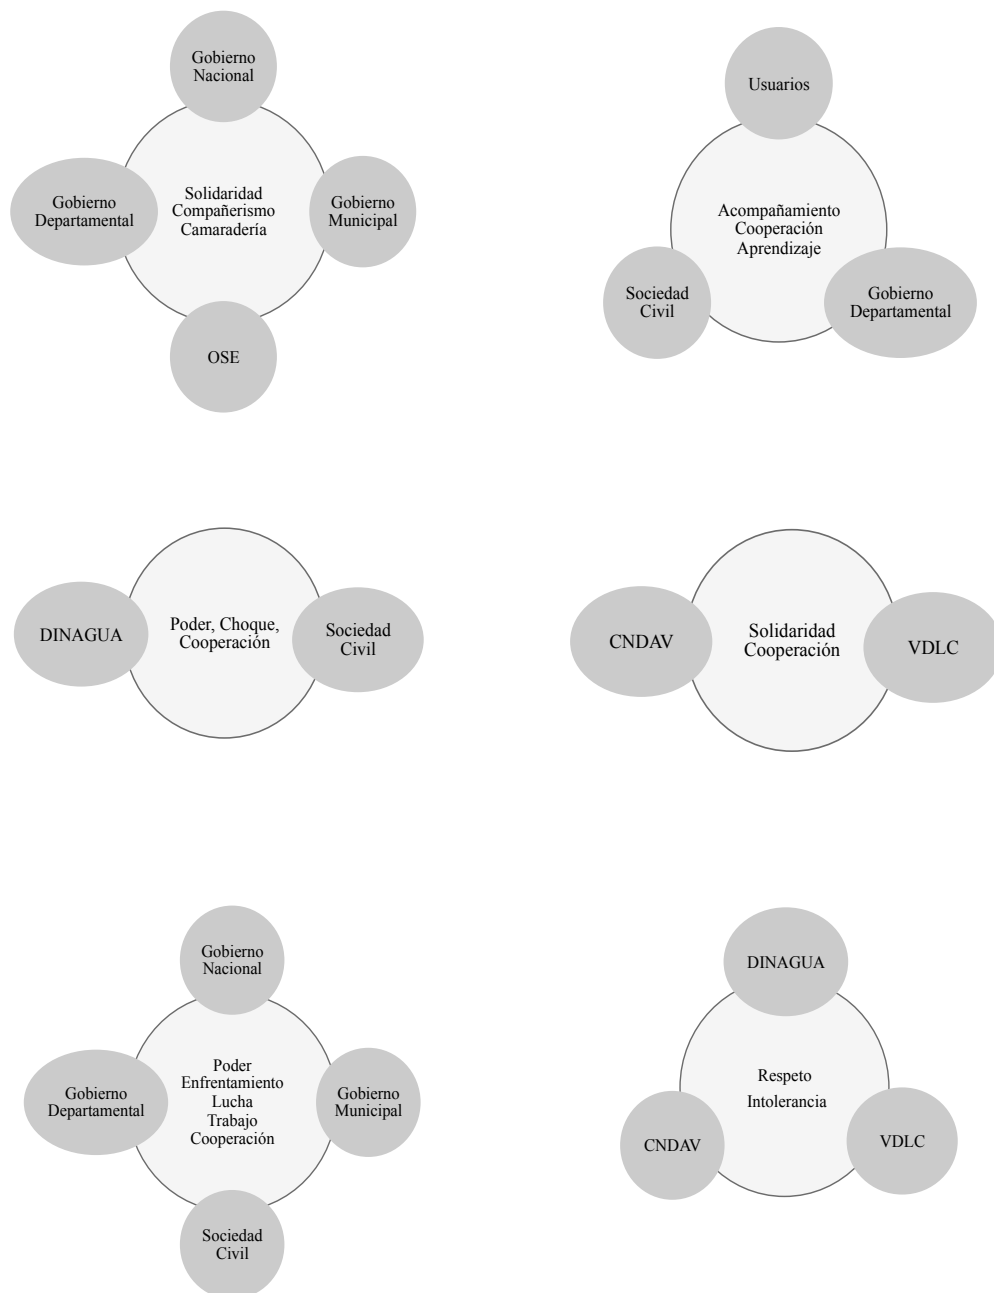 Gobierno
Nacional
Gobierno
Departamental
Solidaridad
Compañerismo
Camaradería
Gobierno
Municipal
OSE
Usuarios
Acompañamiento
Cooperación
Aprendizaje
Sociedad
Civil
Gobierno
Departamental
DINAGUA
Poder, Choque,
Cooperación
Sociedad
Civil
CNDAV
Solidaridad
Cooperación
VDLC
Gobierno
Nacional
Gobierno
Departamental
Poder
Enfrentamiento
Lucha
Trabajo
Cooperación
Gobierno
Municipal
Sociedad
Civil
DINAGUA
Respeto
Intolerancia
CNDAV
VDLC